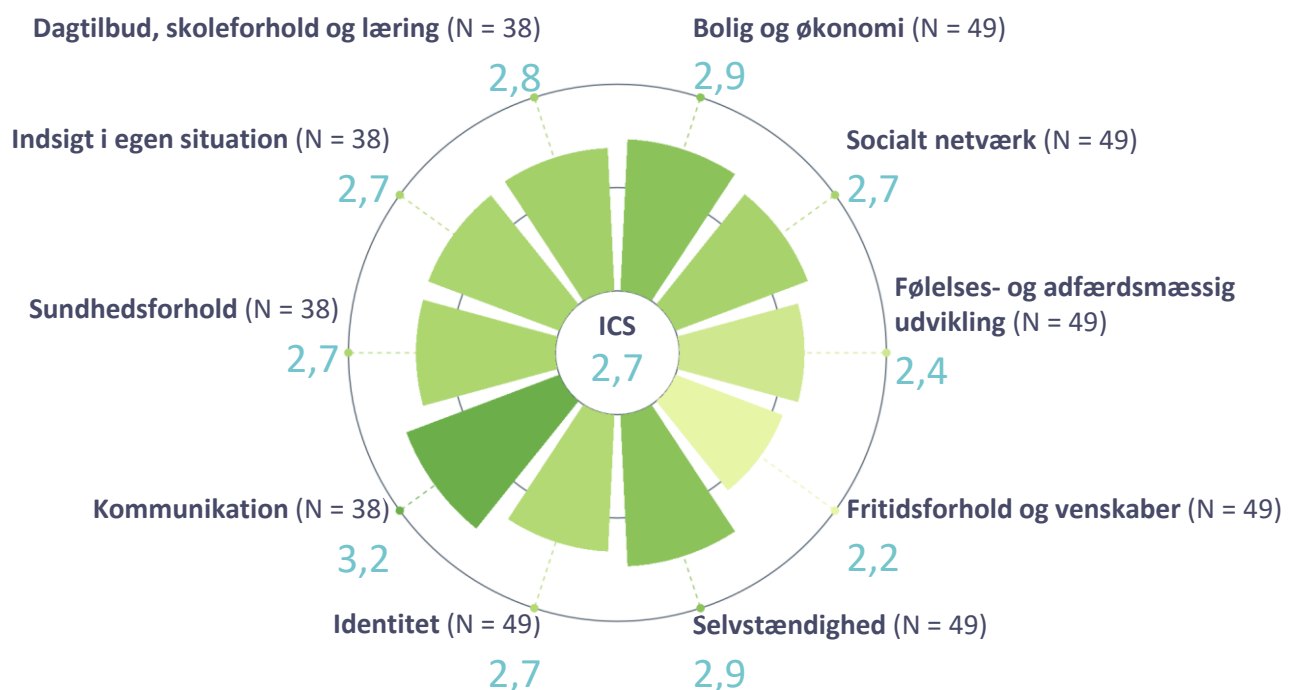 Dagtilbud, skoleforhold og læring (N = 38)
2,8
Bolig og økonomi (N = 49)
2,9
Indsigt i egen situation (N = 38)
2,7
Socialt netværk (N = 49)
2,7
Sundhedsforhold (N = 38)
2,7
ICS
2,7
Følelses- og adfærdsmæssig
udvikling (N = 49)
2,4
Kommunikation (N = 38)
3,2
Fritidsforhold og venskaber (N = 49)
2,2
Identitet (N = 49)
2,7
Selvstændighed (N = 49)
2,9